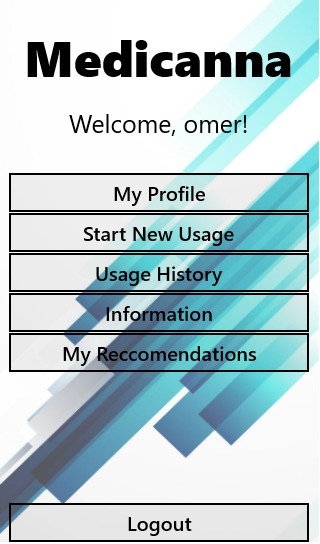 Medicanna
Welcome, omer!
My Profile
Start New Usage
Usage History
Information
My Reccomendations
Logout